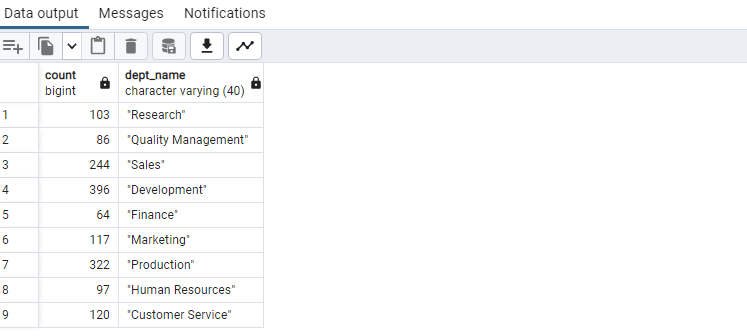 Data output Messages Notifications
count dept_name
bigint character varying (40)
1 103 "Research"
2 86 "Quality Management"
3 244 "Sales"
4 396 "Development"
5 64 "Finance"
6 117 "Marketing"
7 322 "Production"
8 97 "Human Resources"
9 120 "Customer Service"